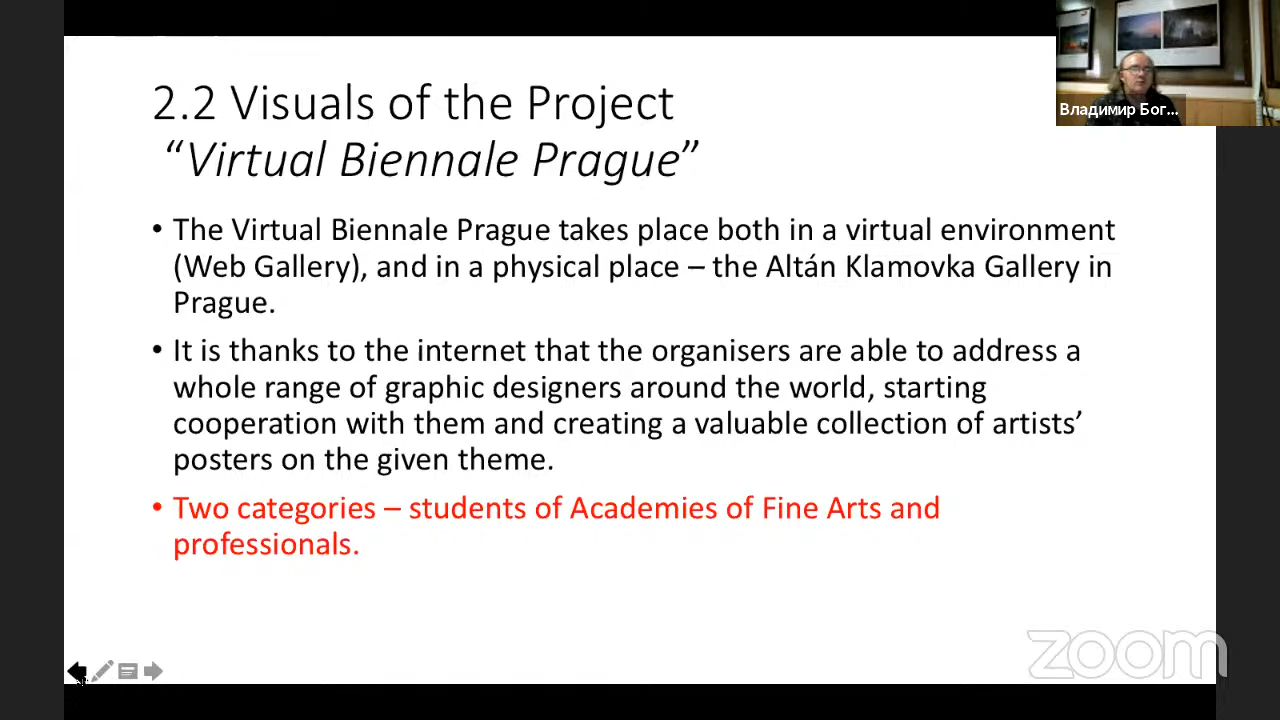 2.2 Visuals of the Project
“Virtual Biennale Prague”
• The Virtual Biennale Prague takes place both in a virtual environment
(Web Gallery), and in a physical place – the Altán Klamovka Gallery in
Prague.
• It is thanks to the internet that the organisers are able to address a
whole range of graphic designers around the world, starting
cooperation with them and creating a valuable collection of artists’
posters on the given theme.
• Two categories – students of Academies of Fine Arts and
professionals.
Владимир Бог...
zoom